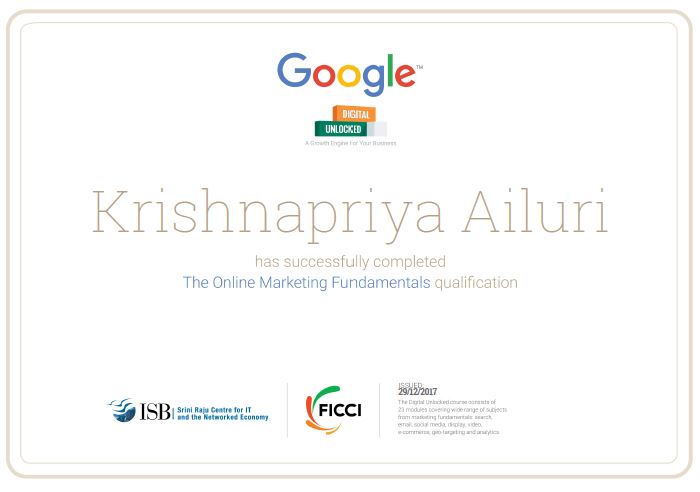 Google™
DIGITAL
UNLOCKED
A Growth Engine For Your Business
Krishnapriya Ailuri
has successfully completed
The Online Marketing Fundamentals qualification
ISB
Srini Raju Centre for IT
and the Networked Economy
FICCI
ISSUED:
29/12/2017
The Digital Unlocked course consists of
23 modules covering wide range of subjects
from marketing fundamentals: search,
email, social media, display, video,
e-commerce, geo-targeting and analytics.